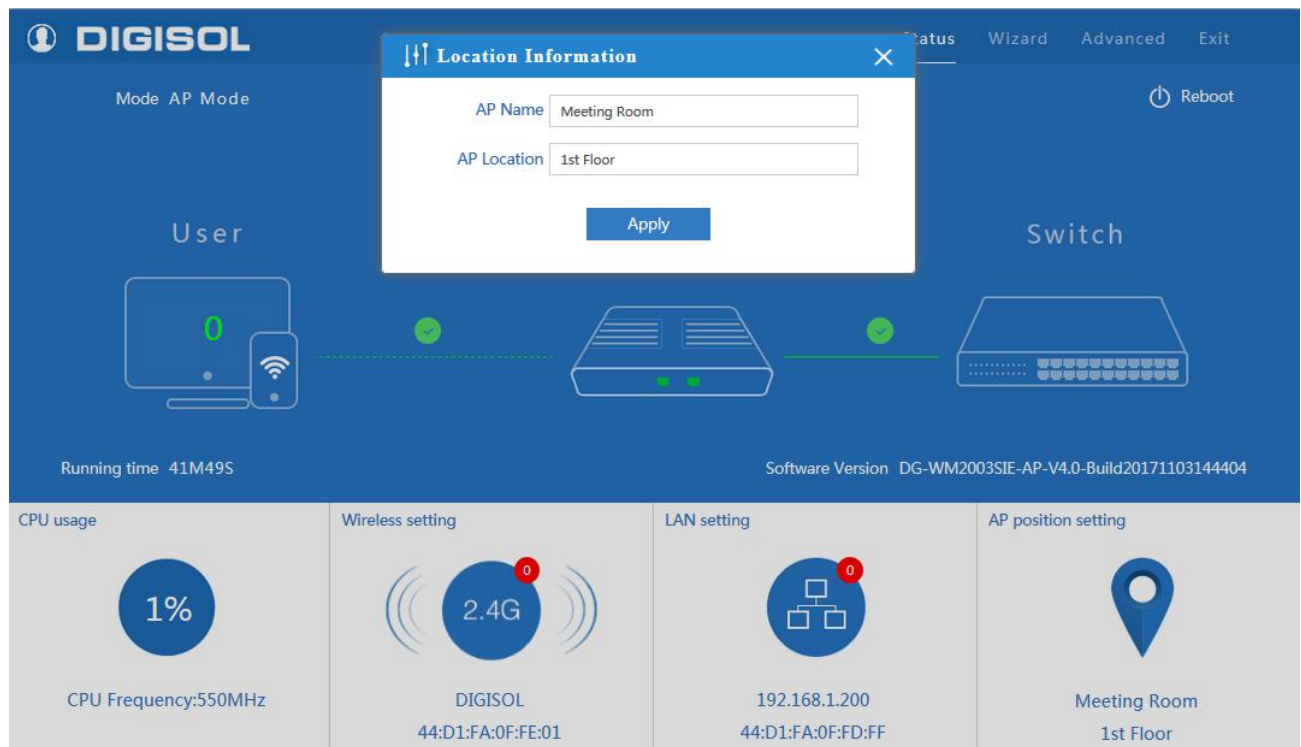 DIGISOL
Status Wizard Advanced Exit
Location Information
Mode AP Mode
Reboot
AP Name Meeting Room
AP Location 1st Floor
Apply
User
Switch
0
Running time 41M49S
Software Version DG-WM2003SIE-AP-V4.0-Build20171103144404
CPU usage
1%
CPU Frequency:550MHz
Wireless setting
0
2.4G
DIGISOL
44:D1:FA:0F:FE:01
LAN setting
0
192.168.1.200
44:D1:FA:0F:FD:FF
AP position setting
Meeting Room
1st Floor